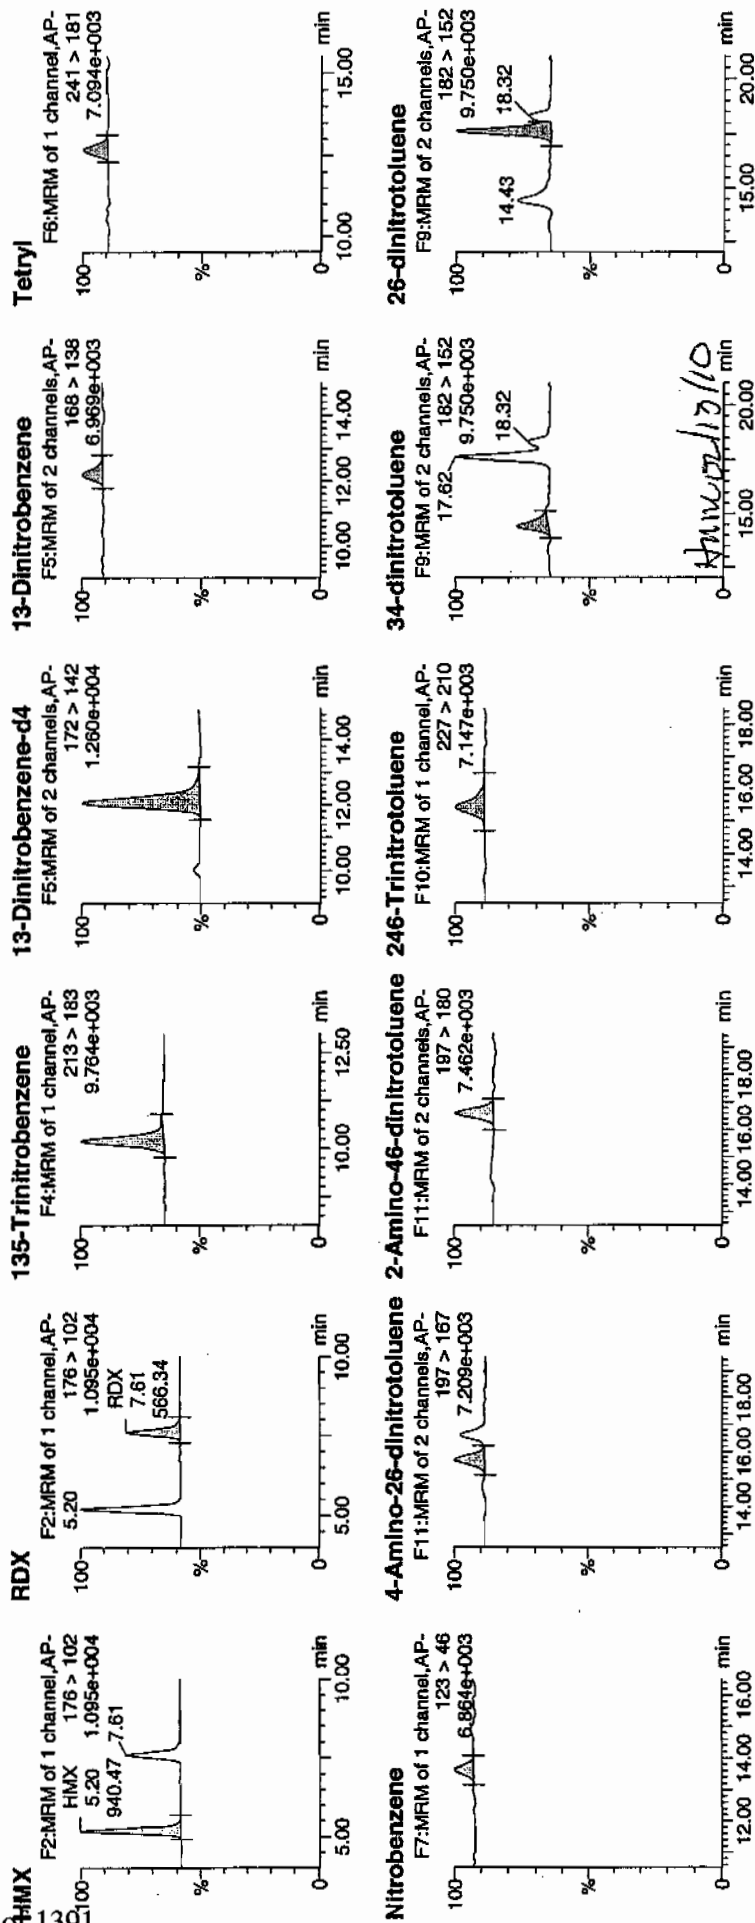 HMX
F2:MRM of 1 channel,AP-
HMX 176 > 102
5.20 1.095e+004
940.47
7.61
100
%
0
5.00 10.00 min
RDX
F2:MRM of 1 channel,AP-
5.20 176 > 102
1.095e+004
RDX
7.61
566.34
100
%
0
5.00 10.00 min
135-Trinitrobenzene
F4:MRM of 1 channel,AP-
213 > 183
9.764e+003
100
%
0
10.00 12.50 min
13-Dinitrobenzene-d4
F5:MRM of 2 channels,AP-
172 > 142
1.260e+004
100
%
0
10.00 12.00 14.00 min
13-Dinitrobenzene
F5:MRM of 2 channels,AP-
168 > 138
6.969e+003
100
%
0
10.00 12.00 14.00 min
Tetryl
F6:MRM of 1 channel,AP-
241 > 181
7.094e+003
100
%
0
10.00 15.00 min
Nitrobenzene
F7:MRM of 1 channel,AP-
123 > 46
6.864e+003
100
%
0
12.00 14.00 16.00 min
4-Amino-26-dinitrotoluene
F11:MRM of 2 channels,AP-
197 > 167
7.209e+003
100
%
0
14.00 16.00 18.00 min
2-Amino-46-dinitrotoluene
F11:MRM of 2 channels,AP-
197 > 180
7.462e+003
100
%
0
14.00 16.00 18.00 min
246-Trinitrotoluene
F10:MRM of 1 channel,AP-
227 > 210
7.147e+003
100
%
0
14.00 16.00 18.00 min
34-dinitrotoluene
F9:MRM of 2 channels,AP-
182 > 152
17.62 9.750e+003
18.32
100
%
0
15.00 20.00 min
26-dinitrotoluene
F9:MRM of 2 channels,AP-
182 > 152
9.750e+003
18.32
14.43
100
%
0
15.00 20.00 min
1391